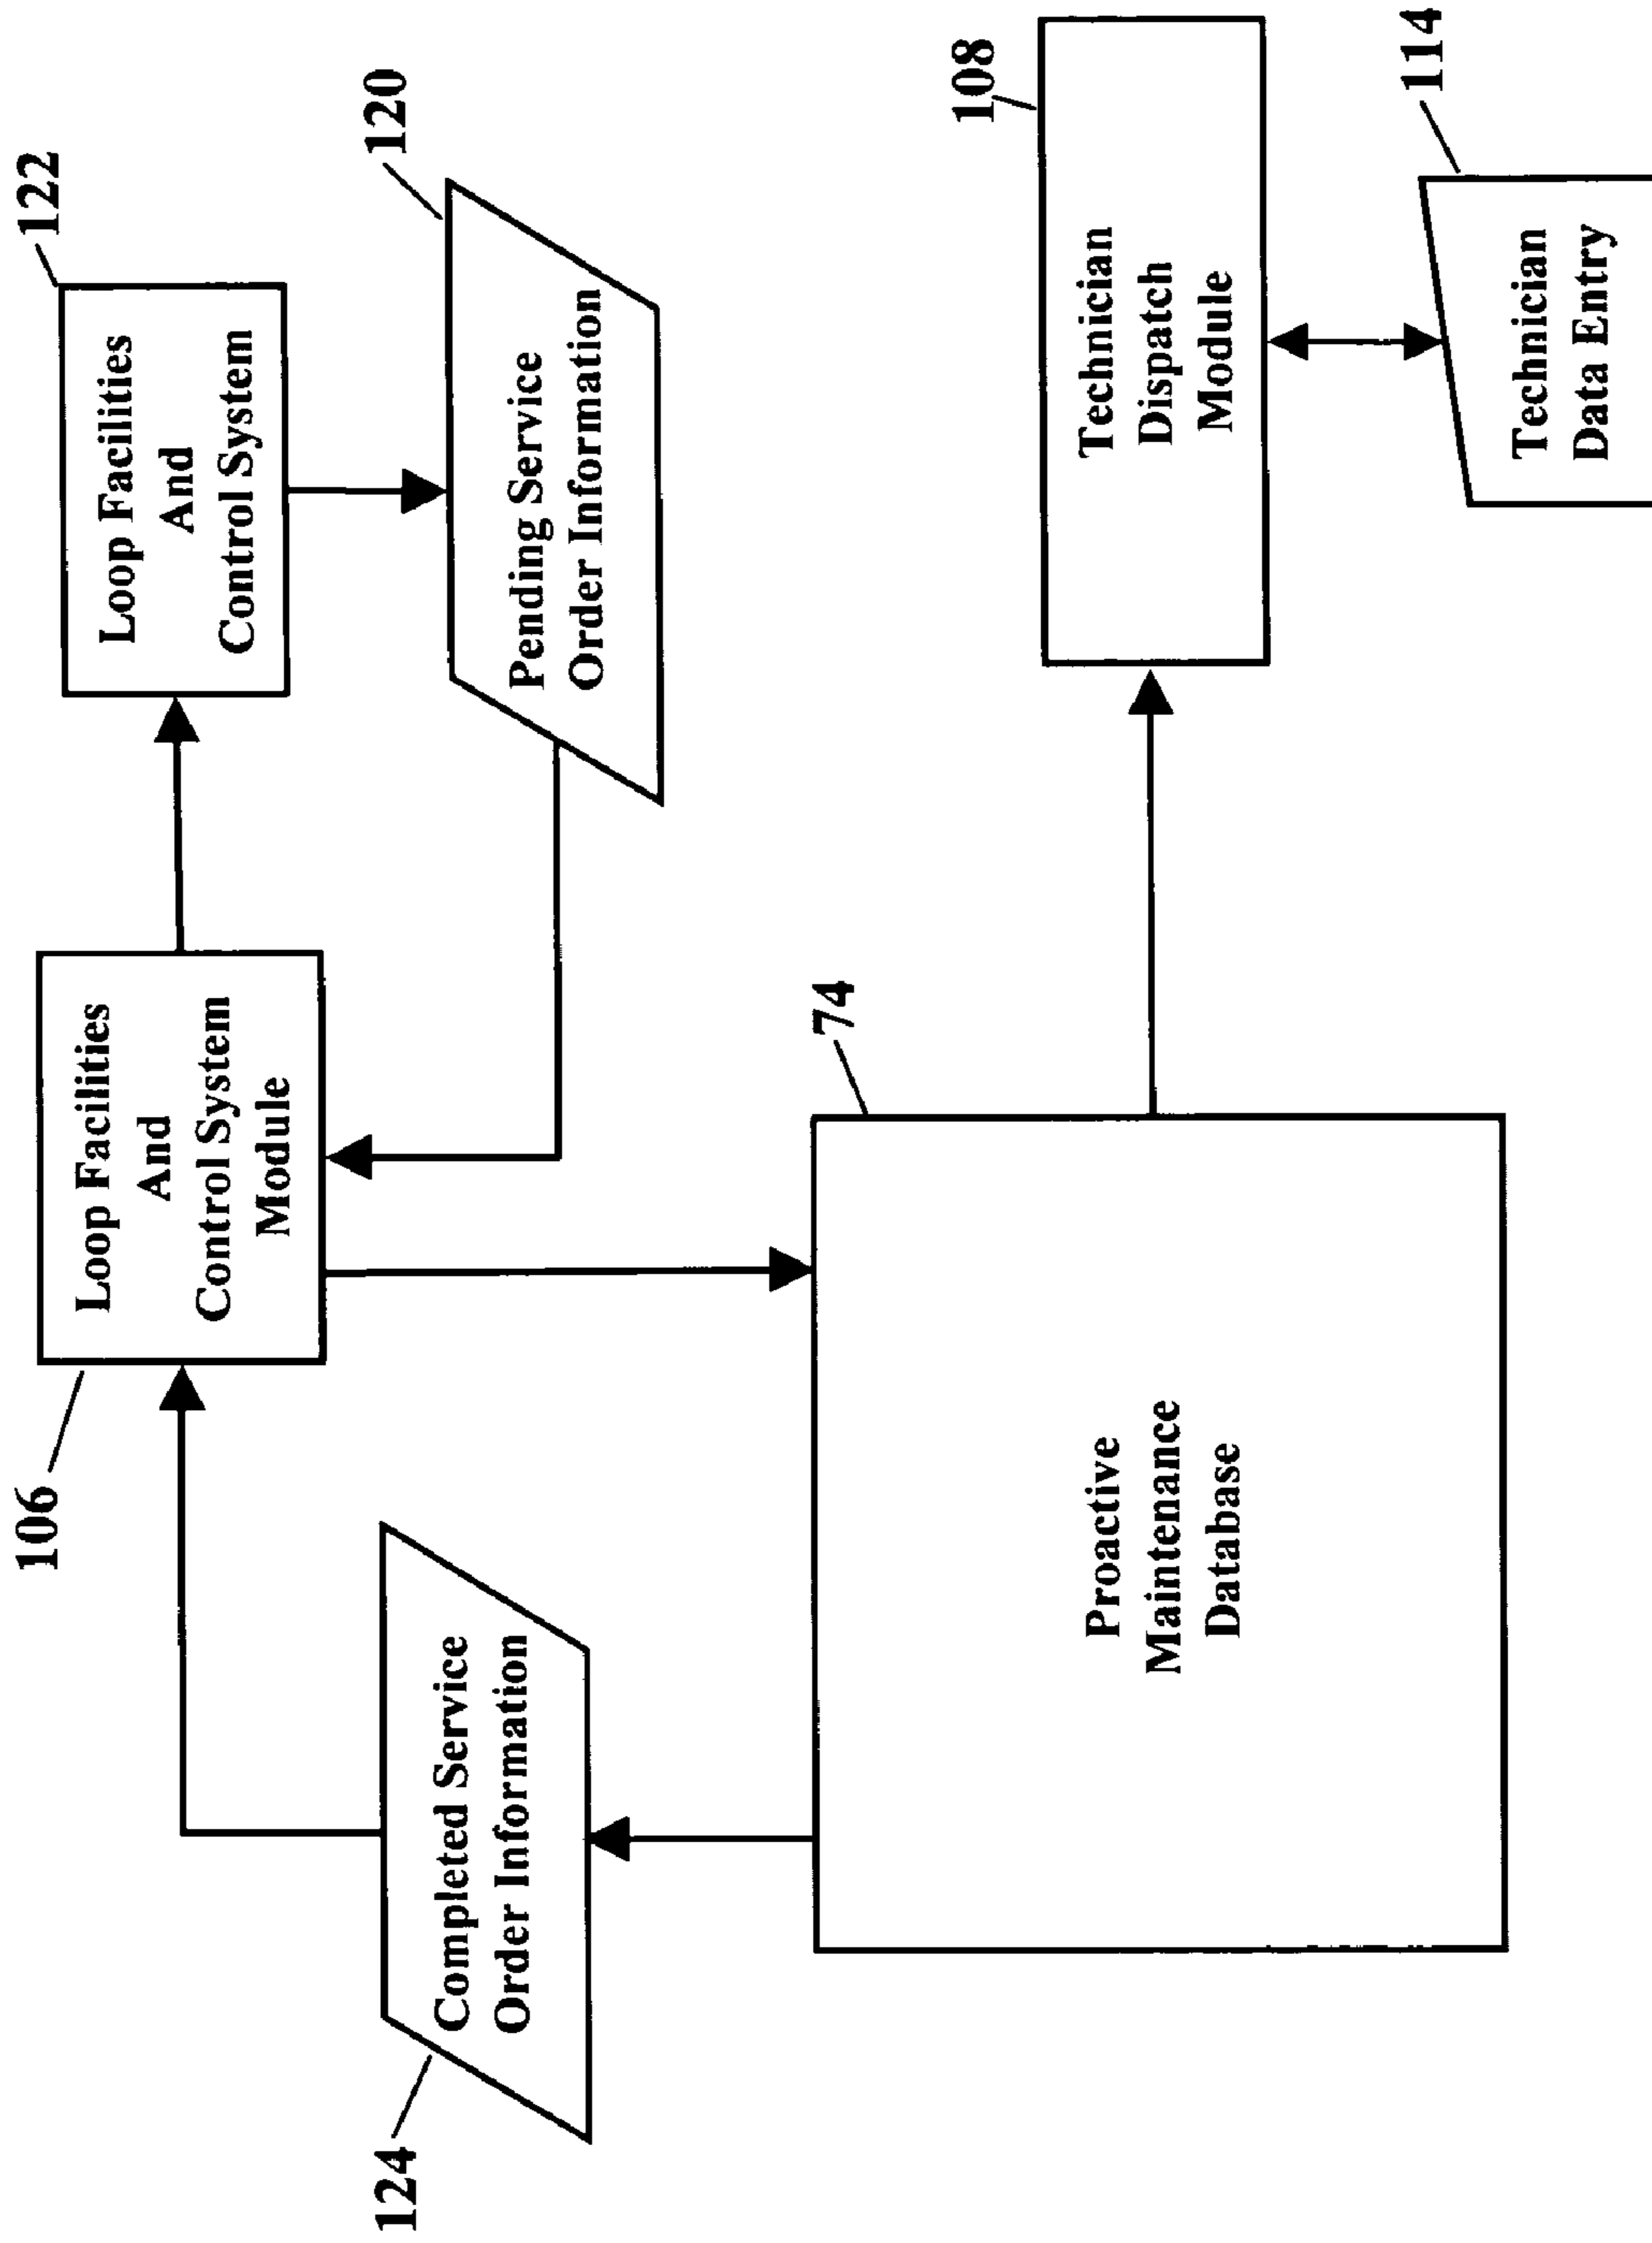 106
Loop Facilities
And
Control System
Module
122
Loop Facilities
And
Control System
124
Completed Service
Order Information
120
Pending Service
Order Information
74
Proactive
Maintenance
Database
108
Technician
Dispatch
Module
114
Technician
Data Entry